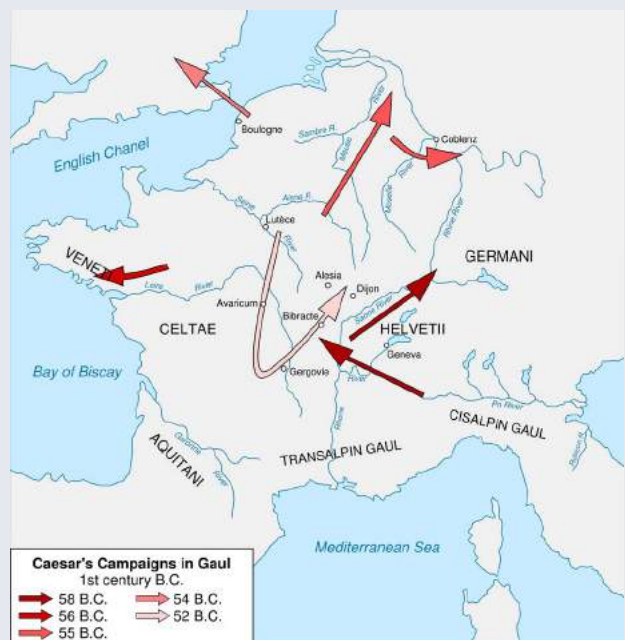 Boulogne
English Chanel
Sambre R.
Meuse
River
Coblenz
Moselle
River
Rhine River
Seine
Aisne R.
Lutèce
River
VENETI
Loire
River
Avaricum
Alesia
Dijon
Saone River
Bibracte
GERMANI
CELTAE
HELVETII
Geneva
Gergovie
River
Rhone
Bay of Biscay
Po River
CISALPiN GAUL
AQUITANI
Garonne
River
TRANSALPIN GAUL
Mediterranean Sea
Caesar's Campaigns in Gaul
1st century B.C.
58 B.C.
54 B.C.
56 B.C.
52 B.C.
55 B.C.